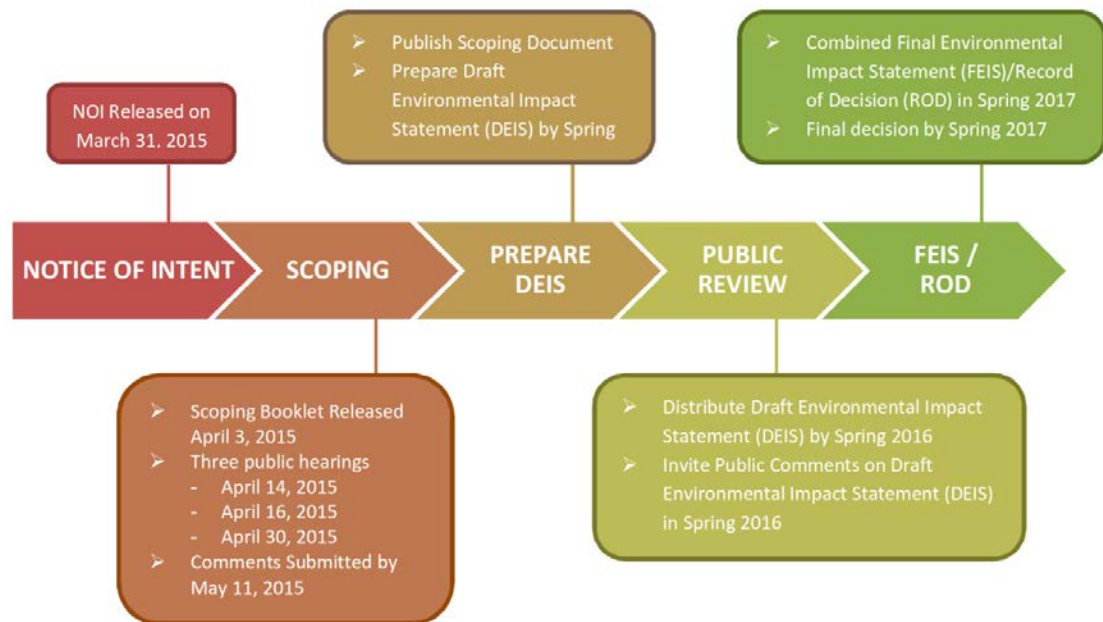 ➢ Publish Scoping Document
➢ Prepare Draft
Environmental Impact
Statement (DEIS) by Spring
➢ Combined Final Environmental
Impact Statement (FEIS)/Record
of Decision (ROD) in Spring 2017
➢ Final decision by Spring 2017
NOI Released on
March 31. 2015
NOTICE OF INTENT
SCOPING
PREPARE
DEIS
PUBLIC
REVIEW
FEIS /
ROD
➢ Scoping Booklet Released
April 3, 2015
➢ Three public hearings
- April 14, 2015
- April 16, 2015
- April 30, 2015
➢ Comments Submitted by
May 11, 2015
➢ Distribute Draft Environmental Impact
Statement (DEIS) by Spring 2016
➢ Invite Public Comments on Draft
Environmental Impact Statement (DEIS)
in Spring 2016